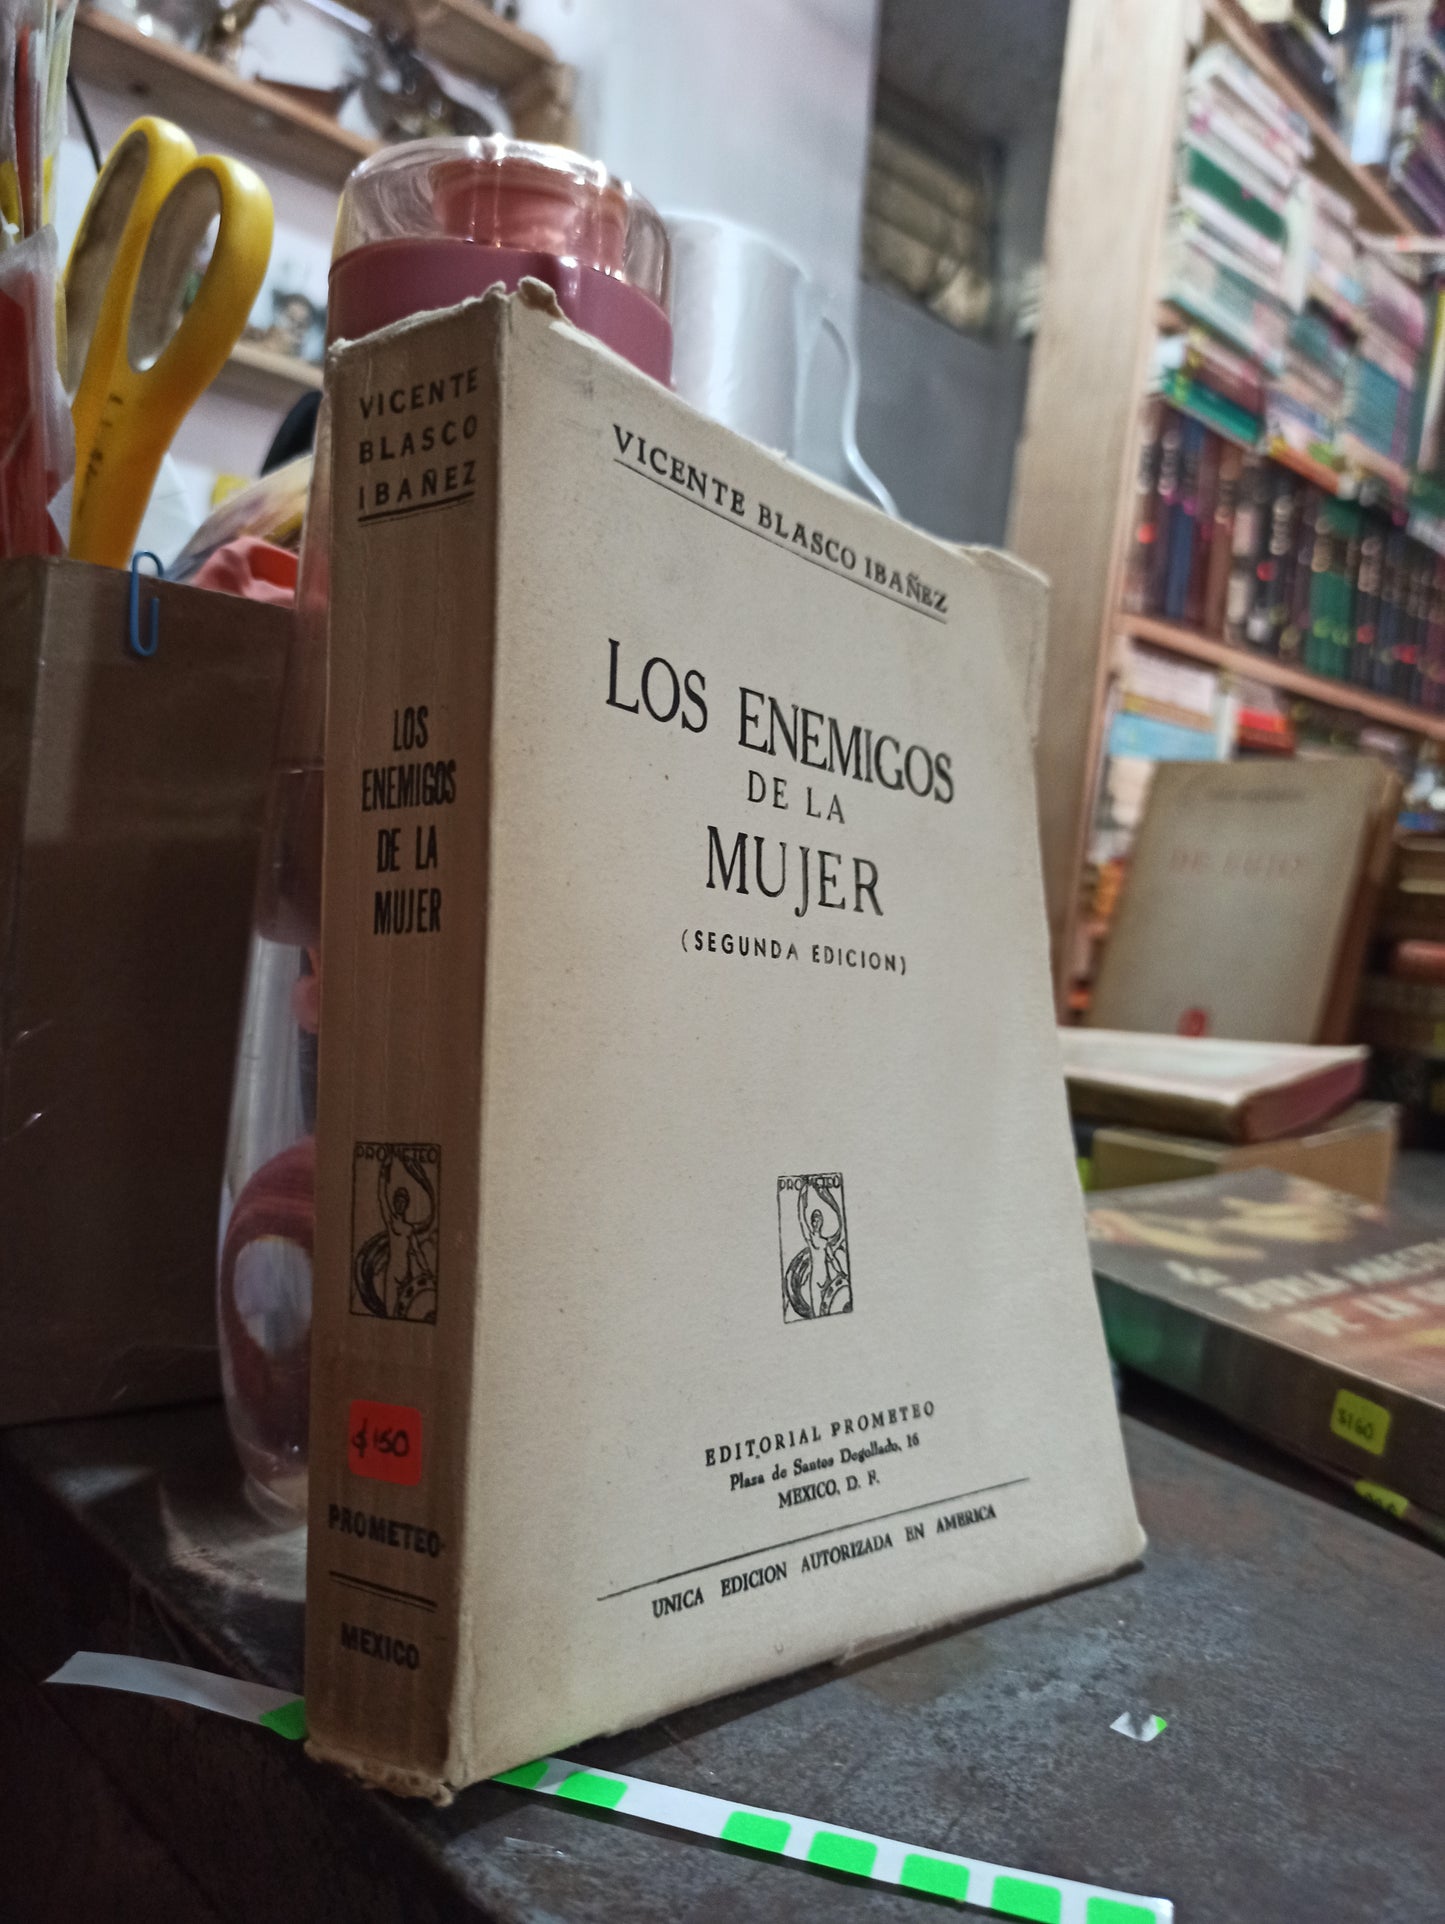 VICENTE
BLASCO
IBAÑEZ
LOS
ENEMIGOS
DE LA
MUJER
PROMETEO
$150
PROMETEO
MEXICO
VICENTE BLASCO IBAÑEZ
LOS ENEMIGOS
DE LA
MUJER
(SEGUNDA EDICION)
PROMETEO
EDITORIAL PROMETEO
Plaza de Santos Degollado, 16
MEXICO, D. F.
UNICA EDICION AUTORIZADA EN AMERICA
$160